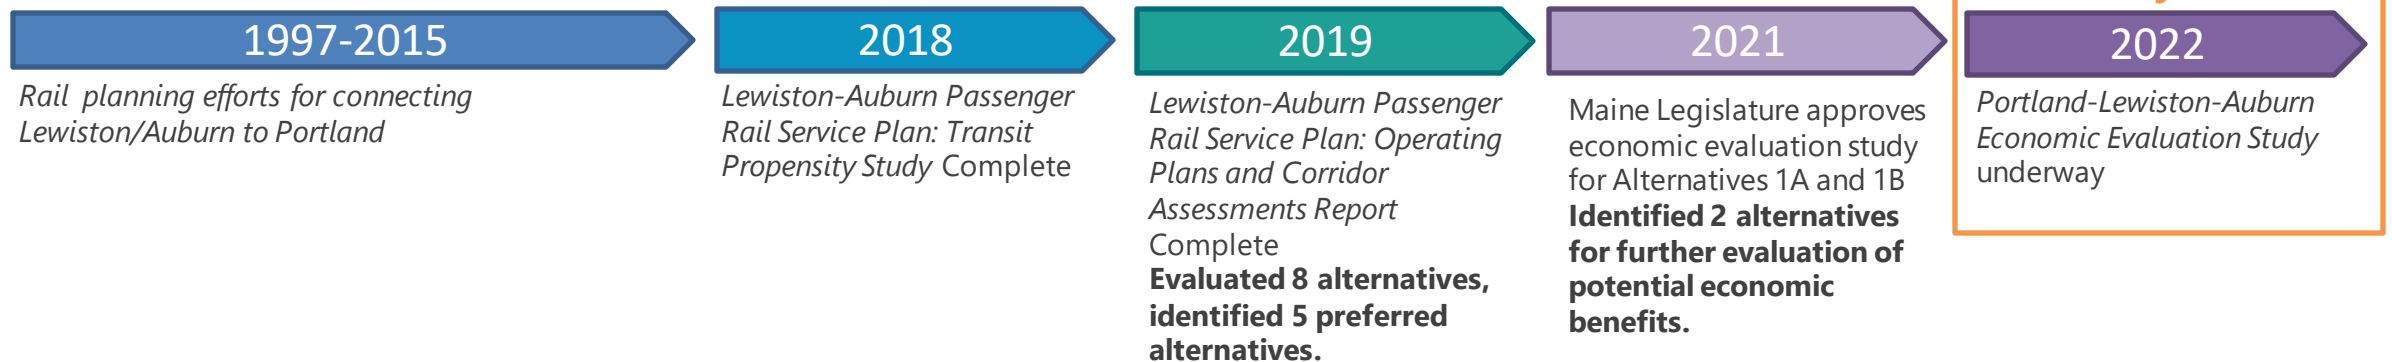 1997-2015
Rail planning efforts for connecting
Lewiston/Auburn to Portland
2018
Lewiston-Auburn Passenger
Rail Service Plan: Transit
Propensity Study Complete
2019
Lewiston-Auburn Passenger
Rail Service Plan: Operating
Plans and Corridor
Assessments Report
Complete
Evaluated 8 alternatives,
identified 5 preferred
alternatives.
2021
Maine Legislature approves
economic evaluation study
for Alternatives 1A and 1B
Identified 2 alternatives
for further evaluation of
potential economic
benefits.
2022
Portland-Lewiston-Auburn
Economic Evaluation Study
underway